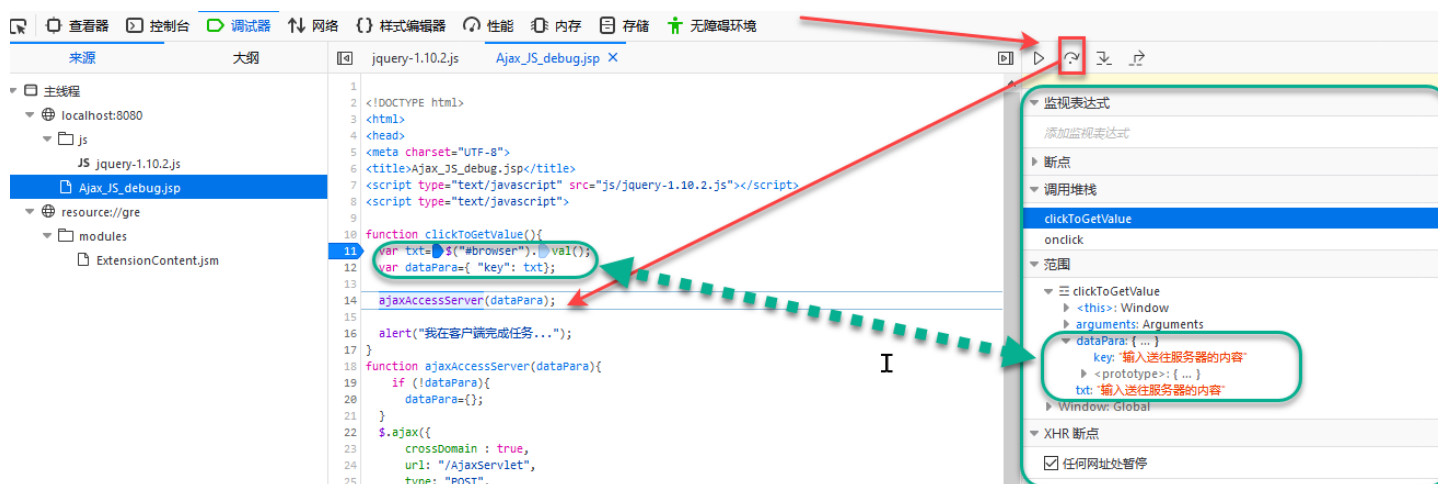 查看器 控制台 调试器 网络 {} 样式编辑器 性能 内存 存储 无障碍环境
来源 大纲
主线程
localhost:8080
js
JS jquery-1.10.2.js
Ajax_JS_debug.jsp
resource://gre
modules
ExtensionContent.jsm
jquery-1.10.2.js Ajax_JS_debug.jsp ×
1
2 <!DOCTYPE html>
3 <html>
4 <head>
5 <meta charset="UTF-8">
6 <title>Ajax_JS_debug.jsp</title>
7 <script type="text/javascript" src="js/jquery-1.10.2.js"></script>
8 <script type="text/javascript">
9
10 function clickToGetValue(){
11 var txt= $("#browser"). val();
12 var dataPara={ "key": txt};
13
14 ajaxAccessServer(dataPara);
15
16 alert("我在客户端完成任务...");
17 }
18 function ajaxAccessServer(dataPara){
19 if (!dataPara){
20 dataPara={};
21 }
22 $.ajax({
23 crossDomain : true,
24 url: "/AjaxServlet",
25 type: "POST",
监视表达式
添加监视表达式
断点
调用堆栈
clickToGetValue
onclick
范围
clickToGetValue
<this>: Window
arguments: Arguments
dataPara: { … }
key: "输入送往服务器的内容"
<prototype>: { … }
txt: "输入送往服务器的内容"
Window: Global
XHR 断点
任何网址处暂停